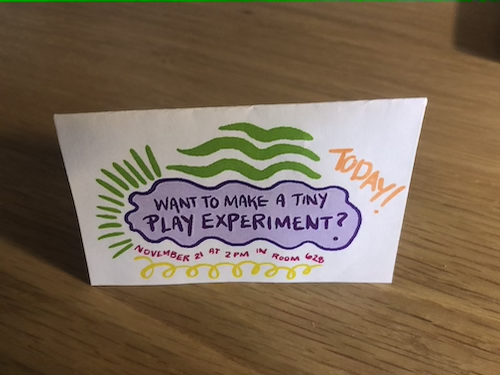 TODAY!
WANT TO MAKE A TINY
PLAY EXPERIMENT?
NOVEMBER 21 AT 2PM IN ROOM 628